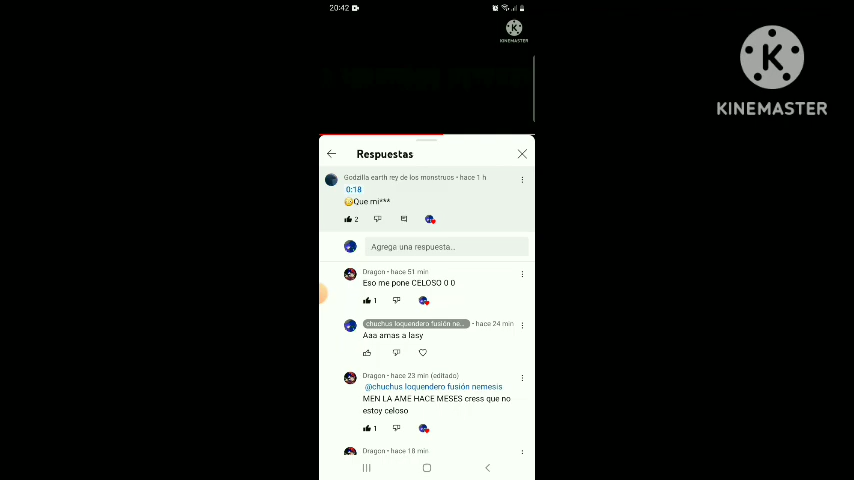 20:42
KINEMASTER
KINEMASTER
Respuestas
Godzilla earth rey de los monstruos • hace 1 h
0:18
Que mi***
2
Agrega una respuesta...
Dragon • hace 51 min
Eso me pone CELOSO 0 0
1
chuchus loquendero fusión ne... • hace 24 min
Aaa amas a lasy
Dragon • hace 23 min (editado)
@chuchus loquendero fusión nemesis
MEN LA AME HACE MESES cress que no
estoy celoso
1
Dragon • hace 18 min